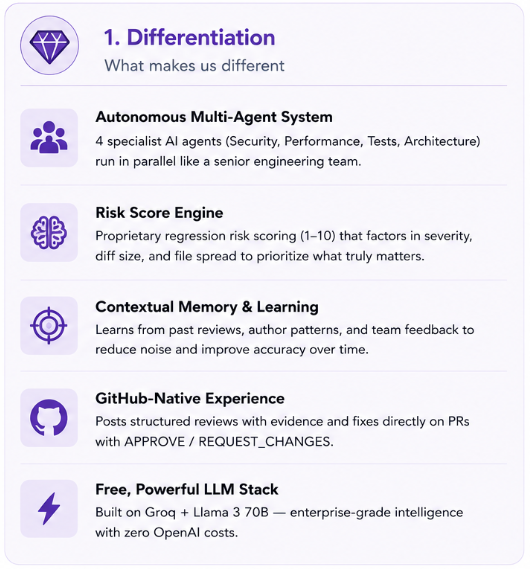 1. Differentiation
What makes us different
Autonomous Multi-Agent System
4 specialist AI agents (Security, Performance, Tests, Architecture)
run in parallel like a senior engineering team.
Risk Score Engine
Proprietary regression risk scoring (1–10) that factors in severity,
diff size, and file spread to prioritize what truly matters.
Contextual Memory & Learning
Learns from past reviews, author patterns, and team feedback to
reduce noise and improve accuracy over time.
GitHub-Native Experience
Posts structured reviews with evidence and fixes directly on PRs
with APPROVE / REQUEST_CHANGES.
Free, Powerful LLM Stack
Built on Groq + Llama 3 70B — enterprise-grade intelligence
with zero OpenAI costs.